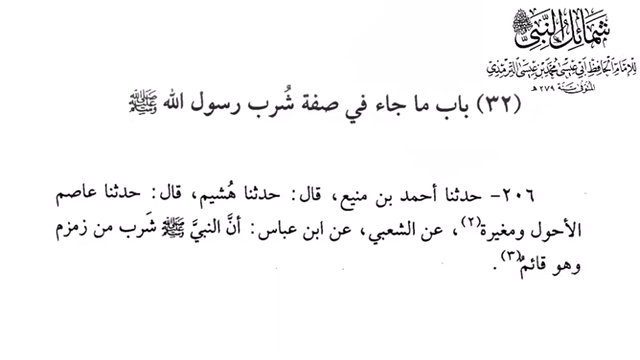 شمائل النبي ﷺ
للإمام الحافظ أبي عيسى محمد بن عيسى الترمذي
المتوفى سنة ٢٧٩ هـ
(٣٢) باب ما جاء في صفة شُرب رسول الله ﷺ
٢٠٦- حدثنا أحمد بن منيع، قال: حدثنا هُشيم، قال: حدثنا عاصم
الأحول ومغيرة(٢)، عن الشعبي، عن ابن عباس: أنَّ النبيَّ ﷺ شَرب من زمزم
وهو قائمٌ(٣).